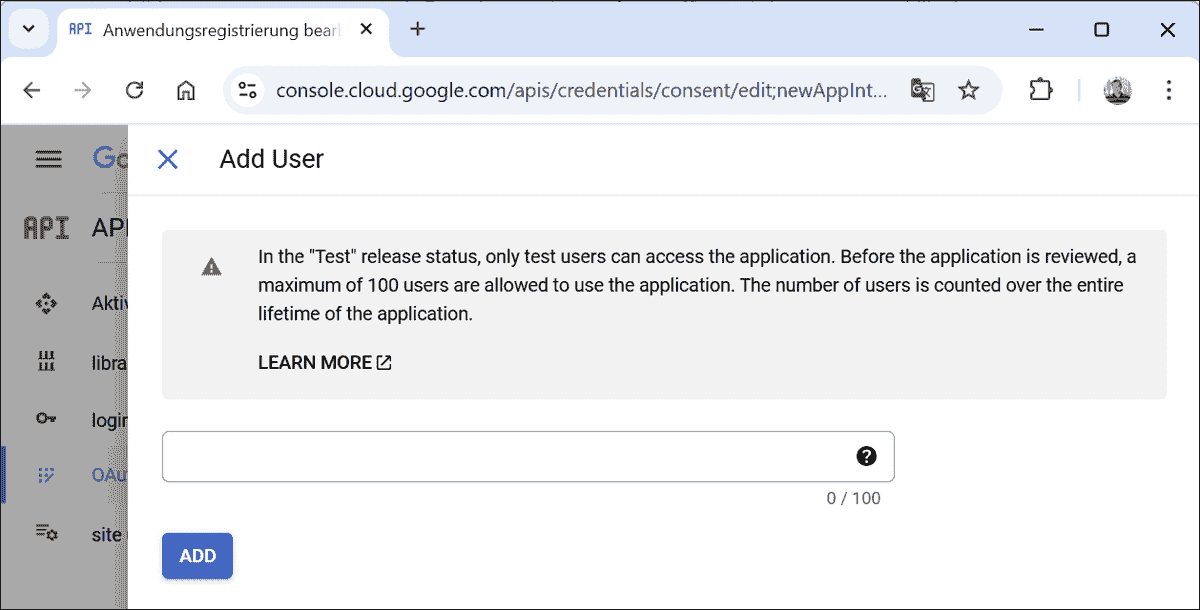 API Anwendungsregistrierung bear
console.cloud.google.com/apis/credentials/consent/edit;newAppInt...
Go
Add User
API AP
In the "Test" release status, only test users can access the application. Before the application is reviewed, a
maximum of 100 users are allowed to use the application. The number of users is counted over the entire
lifetime of the application.
Aktiv
libra
LEARN MORE
login
OAu
0 / 100
site
ADD